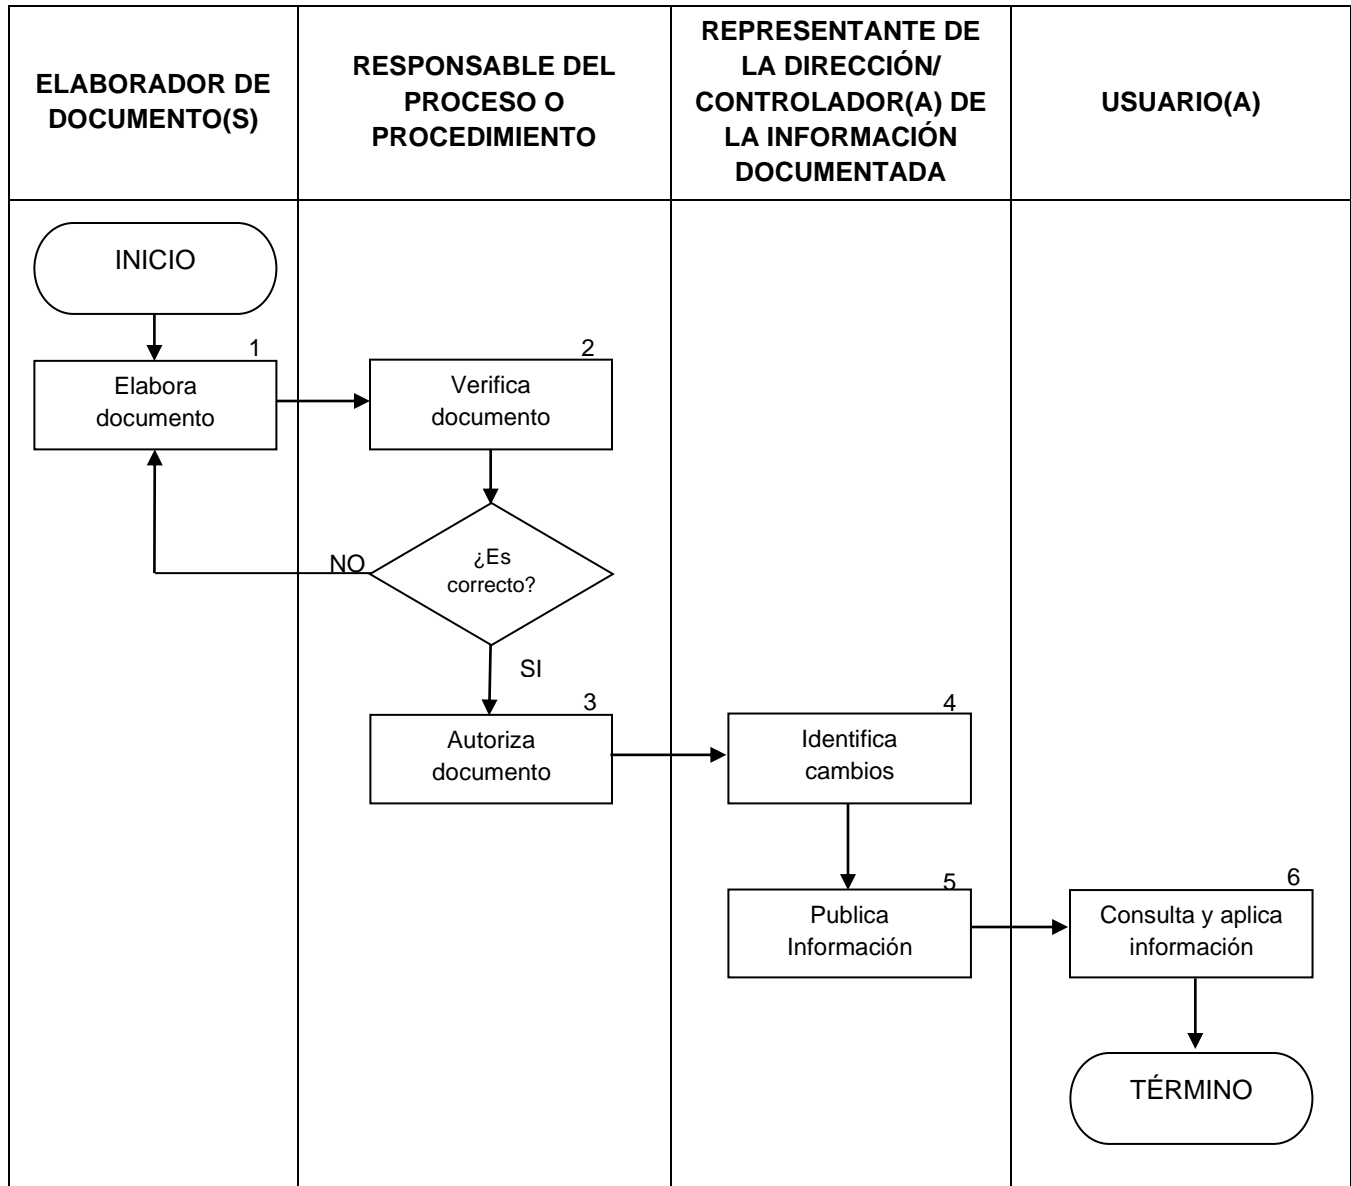 ELABORADOR DE
DOCUMENTO(S)
RESPONSABLE DEL
PROCESO O
PROCEDIMIENTO
REPRESENTANTE DE
LA DIRECCIÓN/
CONTROLADOR(A) DE
LA INFORMACIÓN
DOCUMENTADA
USUARIO(A)
INICIO
1
Elabora
documento
2
Verifica
documento
¿Es
correcto?
NO
SI
3
Autoriza
documento
4
Identifica
cambios
5
Publica
Información
6
Consulta y aplica
información
TÉRMINO